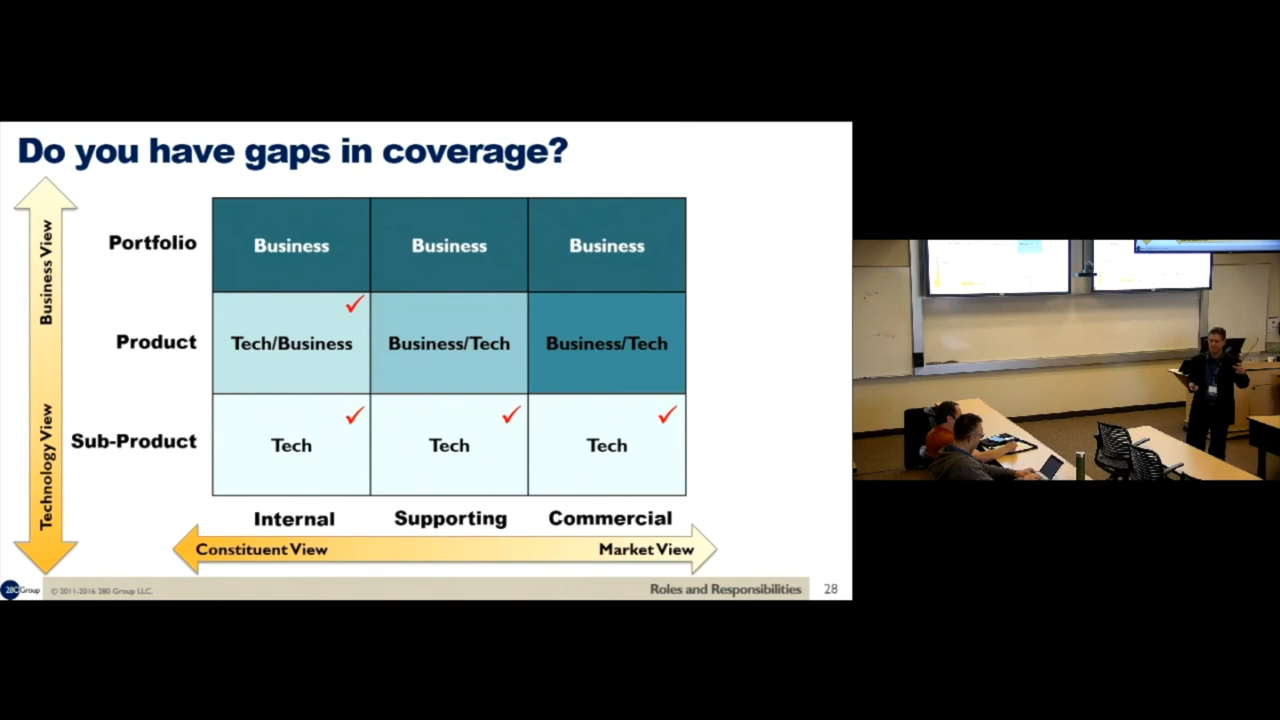 Do you have gaps in coverage?
Business View
Technology View
Portfolio
Business
Business
Business
✓
Product
Tech/Business
Business/Tech
Business/Tech
✓
✓
✓
Sub-Product
Tech
Tech
Tech
Internal
Supporting
Commercial
Constituent View
Market View
280 Group
© 2011-2016 280 Group LLC.
Roles and Responsibilities
28